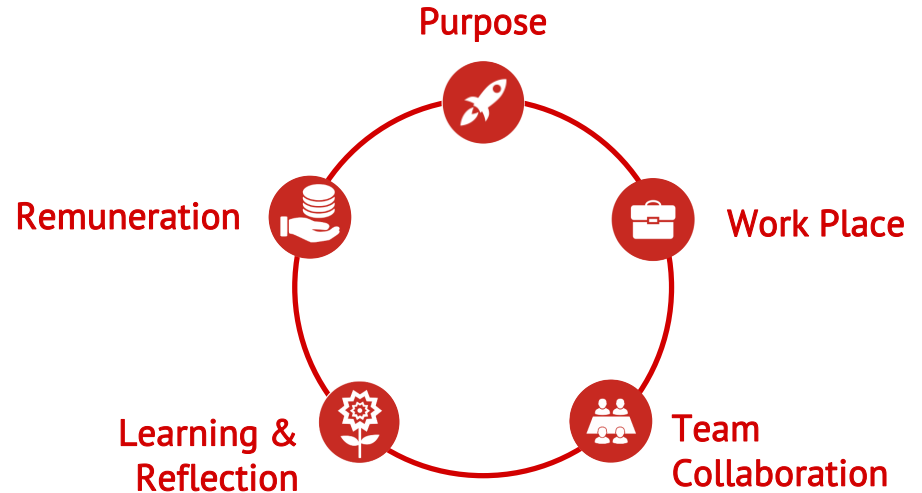 Purpose
Remuneration
Work Place
Learning &
Reflection
Team
Collaboration